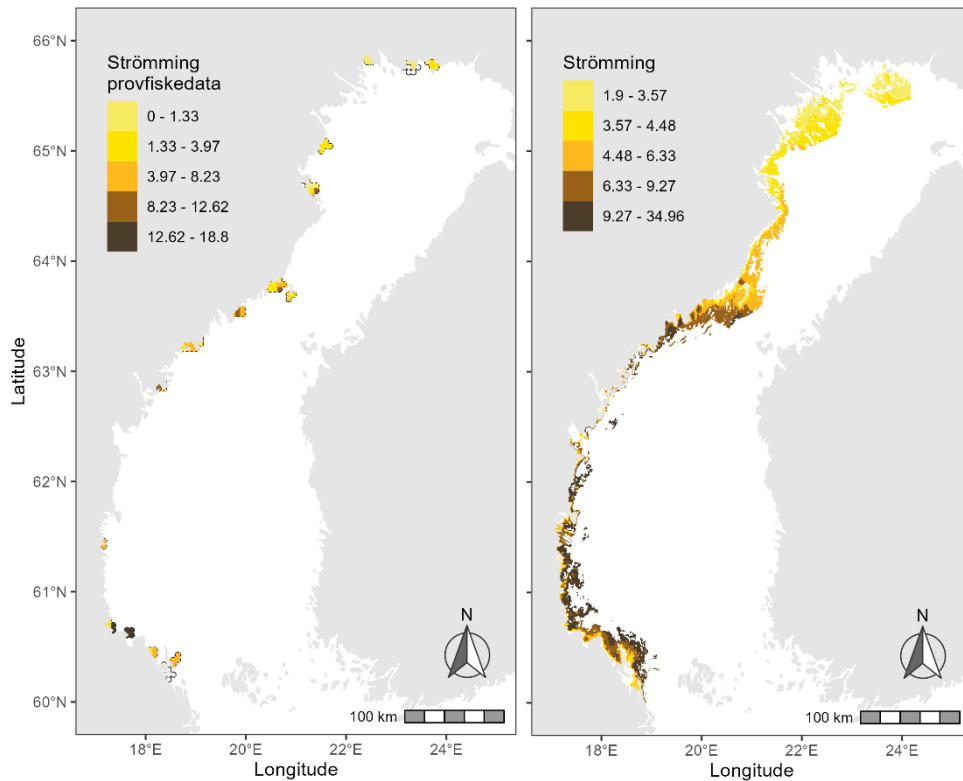 Strömming
provfiskedata
0 - 1.33
1.33 - 3.97
3.97 - 8.23
8.23 - 12.62
12.62 - 18.8
66°N
65°N
64°N
63°N
62°N
61°N
60°N
Latitude
N
100 km
18°E 20°E 22°E 24°E
Longitude
Strömming
1.9 - 3.57
3.57 - 4.48
4.48 - 6.33
6.33 - 9.27
9.27 - 34.96
N
100 km
18°E 20°E 22°E 24°E
Longitude